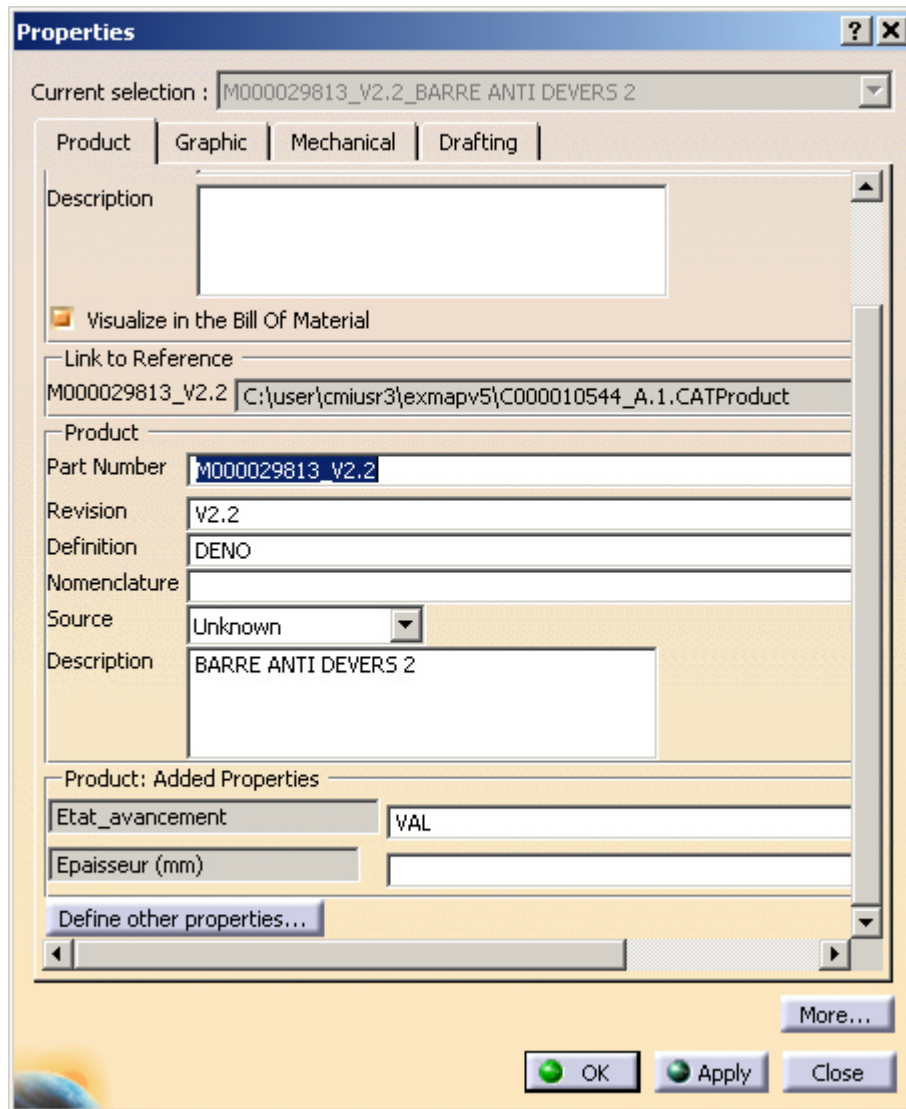 Properties
Current selection : M000029813_V2.2_BARRE ANTI DEVERS 2
Product Graphic Mechanical Drafting
Description
Visualize in the Bill Of Material
Link to Reference
M000029813_V2.2 C:\user\cmiusr3\exmapv5\C000010544_A.1.CATProduct
Product
Part Number M000029813_V2.2
Revision V2.2
Definition DENO
Nomenclature
Source Unknown
Description BARRE ANTI DEVERS 2
Product: Added Properties
Etat_avancement VAL
Epaisseur (mm)
Define other properties...
More...
OK Apply Close